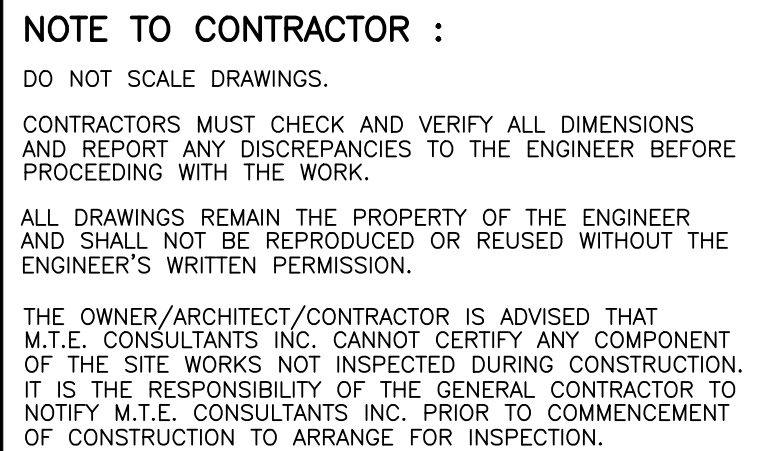 NOTE TO CONTRACTOR :
DO NOT SCALE DRAWINGS.
CONTRACTORS MUST CHECK AND VERIFY ALL DIMENSIONS
AND REPORT ANY DISCREPANCIES TO THE ENGINEER BEFORE
PROCEEDING WITH THE WORK.
ALL DRAWINGS REMAIN THE PROPERTY OF THE ENGINEER
AND SHALL NOT BE REPRODUCED OR REUSED WITHOUT THE
ENGINEER'S WRITTEN PERMISSION.
THE OWNER/ARCHITECT/CONTRACTOR IS ADVISED THAT
M.T.E. CONSULTANTS INC. CANNOT CERTIFY ANY COMPONENT
OF THE SITE WORKS NOT INSPECTED DURING CONSTRUCTION.
IT IS THE RESPONSIBILITY OF THE GENERAL CONTRACTOR TO
NOTIFY M.T.E. CONSULTANTS INC. PRIOR TO COMMENCEMENT
OF CONSTRUCTION TO ARRANGE FOR INSPECTION.